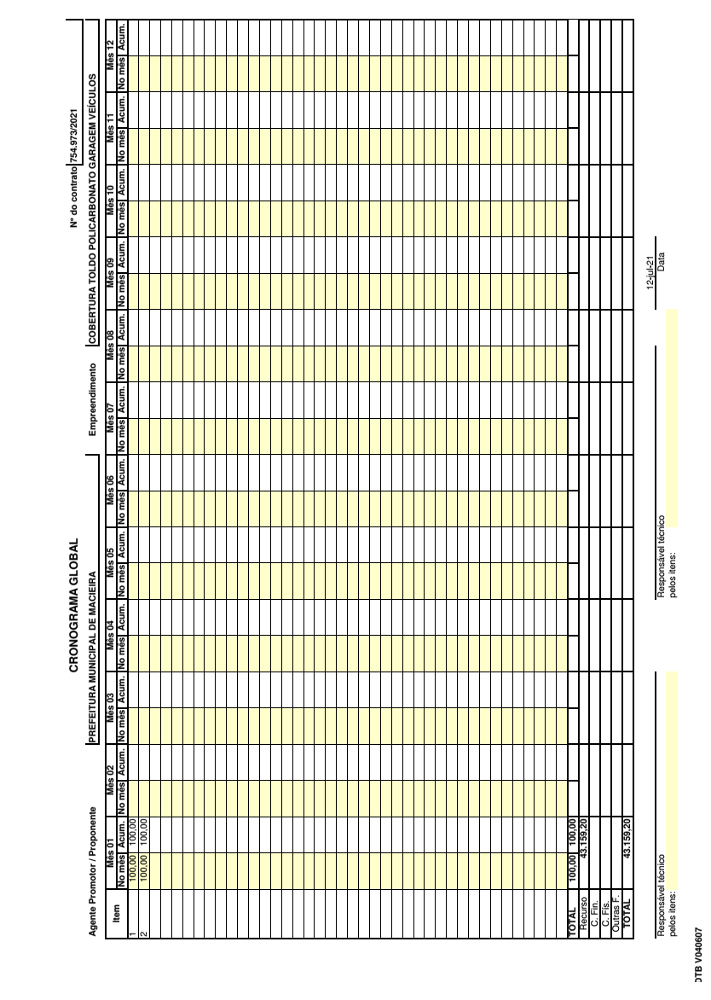 CRONOGRAMA GLOBAL
Nº do contrato 754.973/2021
Agente Promotor / Proponente PREFEITURA MUNICIPAL DE MACIEIRA Empreendimento COBERTURA TOLDO POLICARBONATO GARAGEM VEÍCULOS
Item Mês 01 Mês 02 Mês 03 Mês 04 Mês 05 Mês 06 Mês 07 Mês 08 Mês 09 Mês 10 Mês 11 Mês 12
No mês Acum. No mês Acum. No mês Acum. No mês Acum. No mês Acum. No mês Acum. No mês Acum. No mês Acum. No mês Acum. No mês Acum. No mês Acum. No mês Acum.
1 100,00 100,00
2 100,00 100,00
TOTAL 100,00 100,00
Recurso 43.159,20
C. Fin.
C. Fís.
Outras F.
TOTAL 43.159,20
12-jul-21
Responsável técnico Responsável técnico Data
pelos itens: pelos itens:
DTB V040607